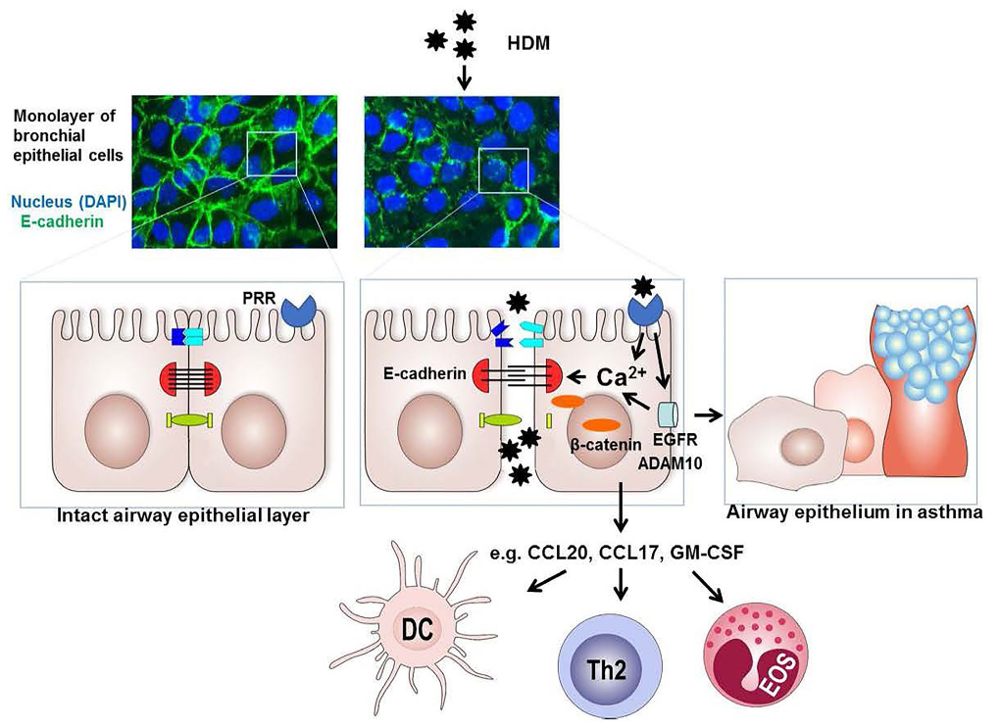 HDM
Monolayer of
bronchial
epithelial cells
Nucleus (DAPI)
E-cadherin
PRR
E-cadherin
Ca2+
β-catenin
EGFR
ADAM10
Intact airway epithelial layer
Airway epithelium in asthma
e.g. CCL20, CCL17, GM-CSF
DC
Th2
EOS